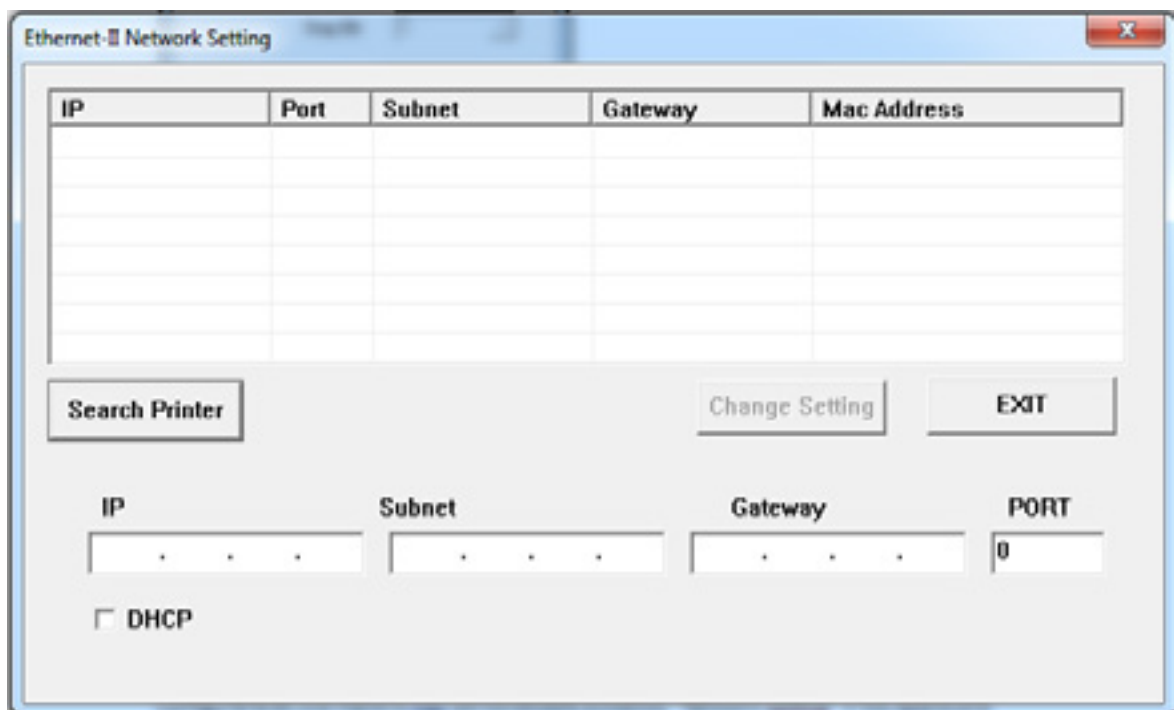 Ethernet-II Network Setting
IP Port Subnet Gateway Mac Address
Search Printer Change Setting EXIT
IP Subnet Gateway PORT
. . . . . . . . . 0
DHCP